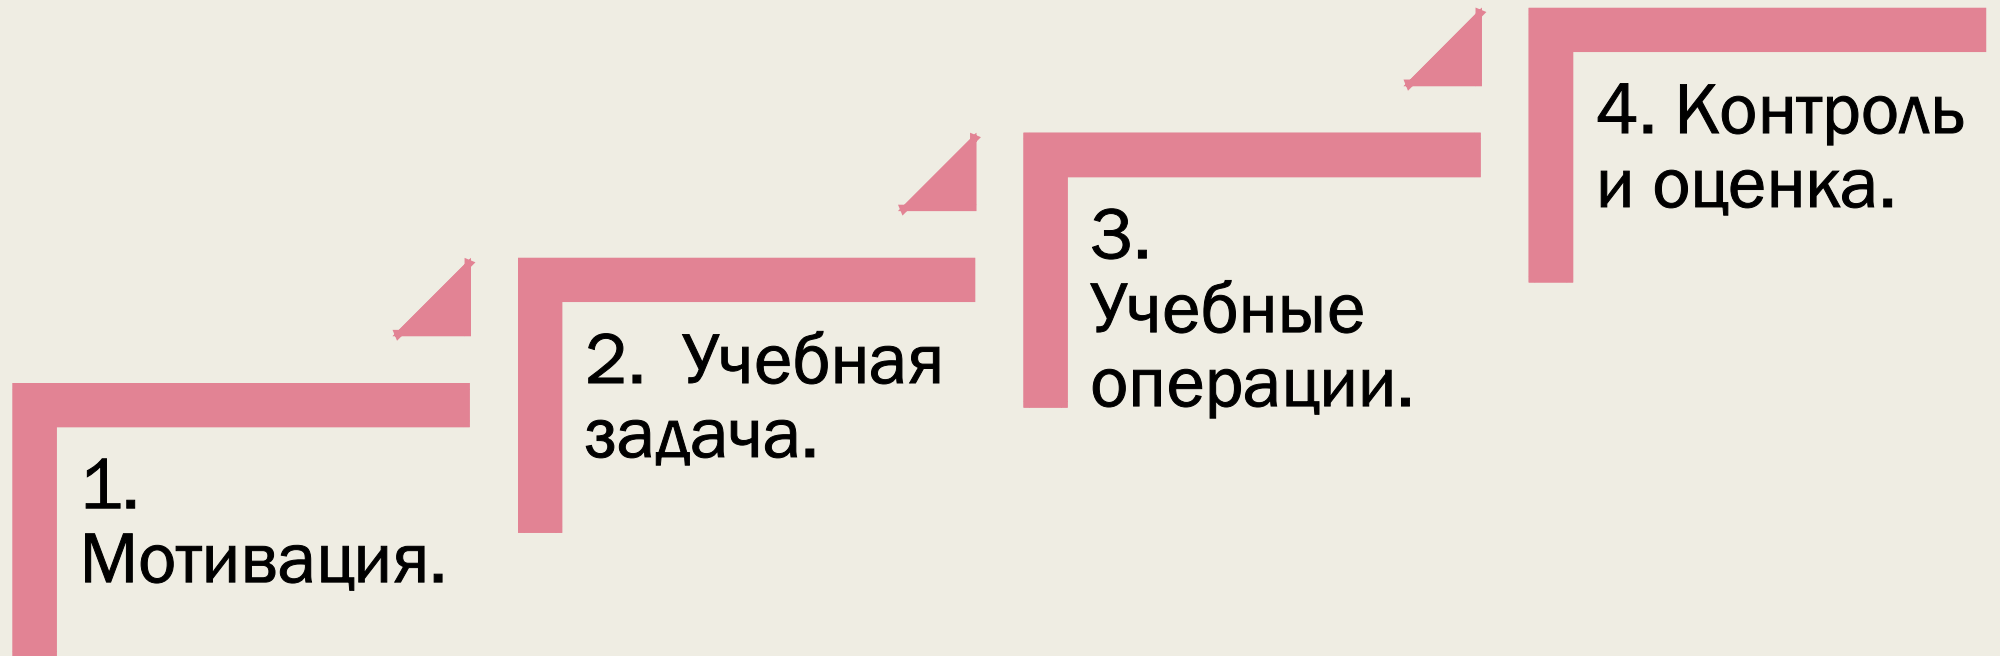 1.
Мотивация.
2. Учебная
задача.
3.
Учебные
операции.
4. Контроль
и оценка.